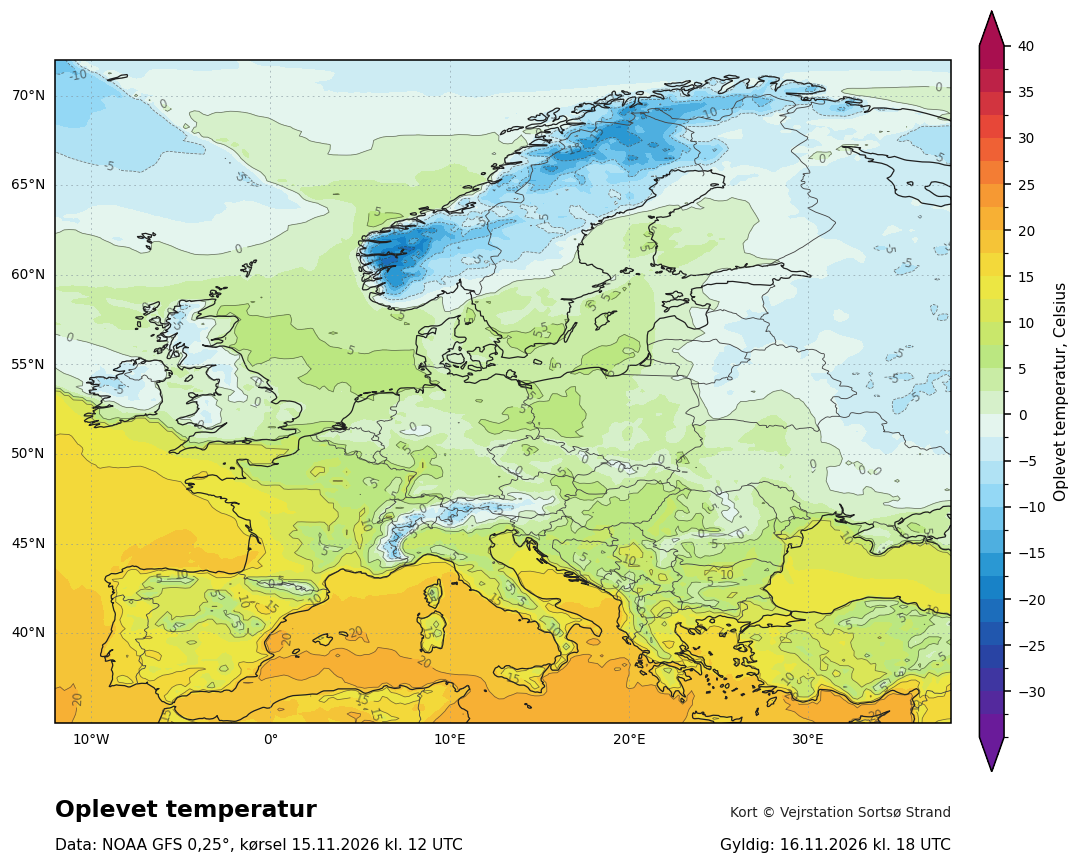 70°N
65°N
60°N
55°N
50°N
45°N
40°N
10°W
0°
10°E
20°E
30°E
40
35
30
25
20
15
10
5
0
−5
−10
−15
−20
−25
−30
Oplevet temperatur, Celsius
Oplevet temperatur
Kort © Vejrstation Sortsø Strand
Data: NOAA GFS 0,25°, kørsel 15.11.2026 kl. 12 UTC
Gyldig: 16.11.2026 kl. 18 UTC